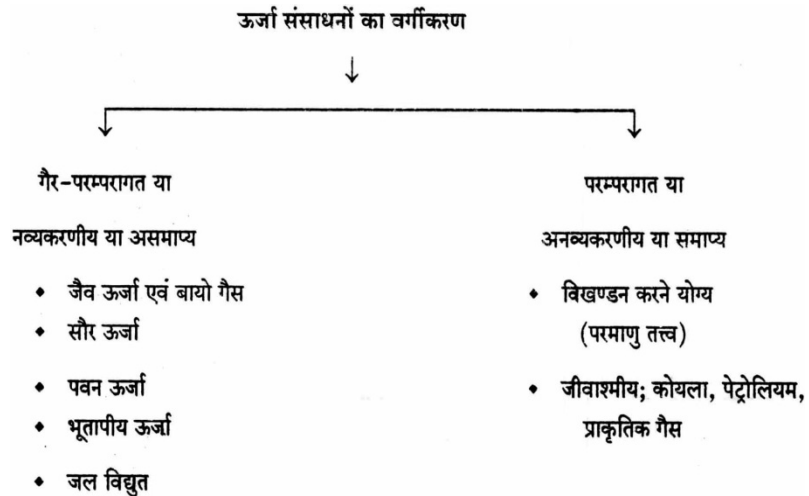 ऊर्जा संसाधनों का वर्गीकरण
गैर-परम्परागत या
नव्यकरणीय या असमाप्य
♦ जैव ऊर्जा एवं बायो गैस
♦ सौर ऊर्जा
♦ पवन ऊर्जा
♦ भूतापीय ऊर्जा
♦ जल विद्युत
परम्परागत या
अनव्यकरणीय या समाप्य
♦ विखण्डन करने योग्य
(परमाणु तत्त्व)
♦ जीवाश्मीय; कोयला, पेट्रोलियम,
प्राकृतिक गैस